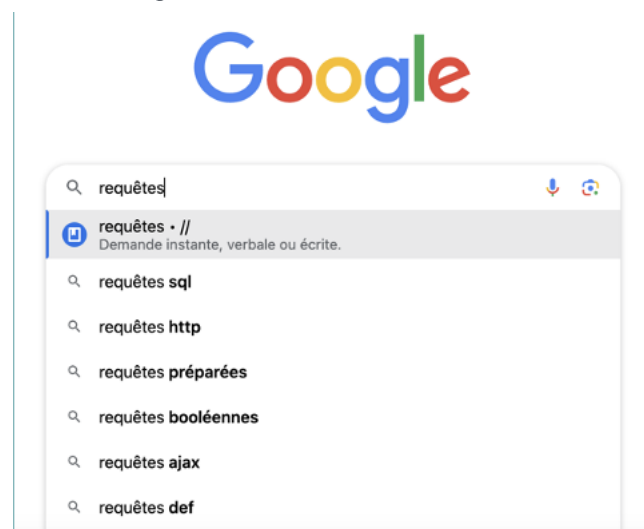 Google
requêtes
requêtes • //
Demande instante, verbale ou écrite.
requêtes sql
requêtes http
requêtes préparées
requêtes booléennes
requêtes ajax
requêtes def